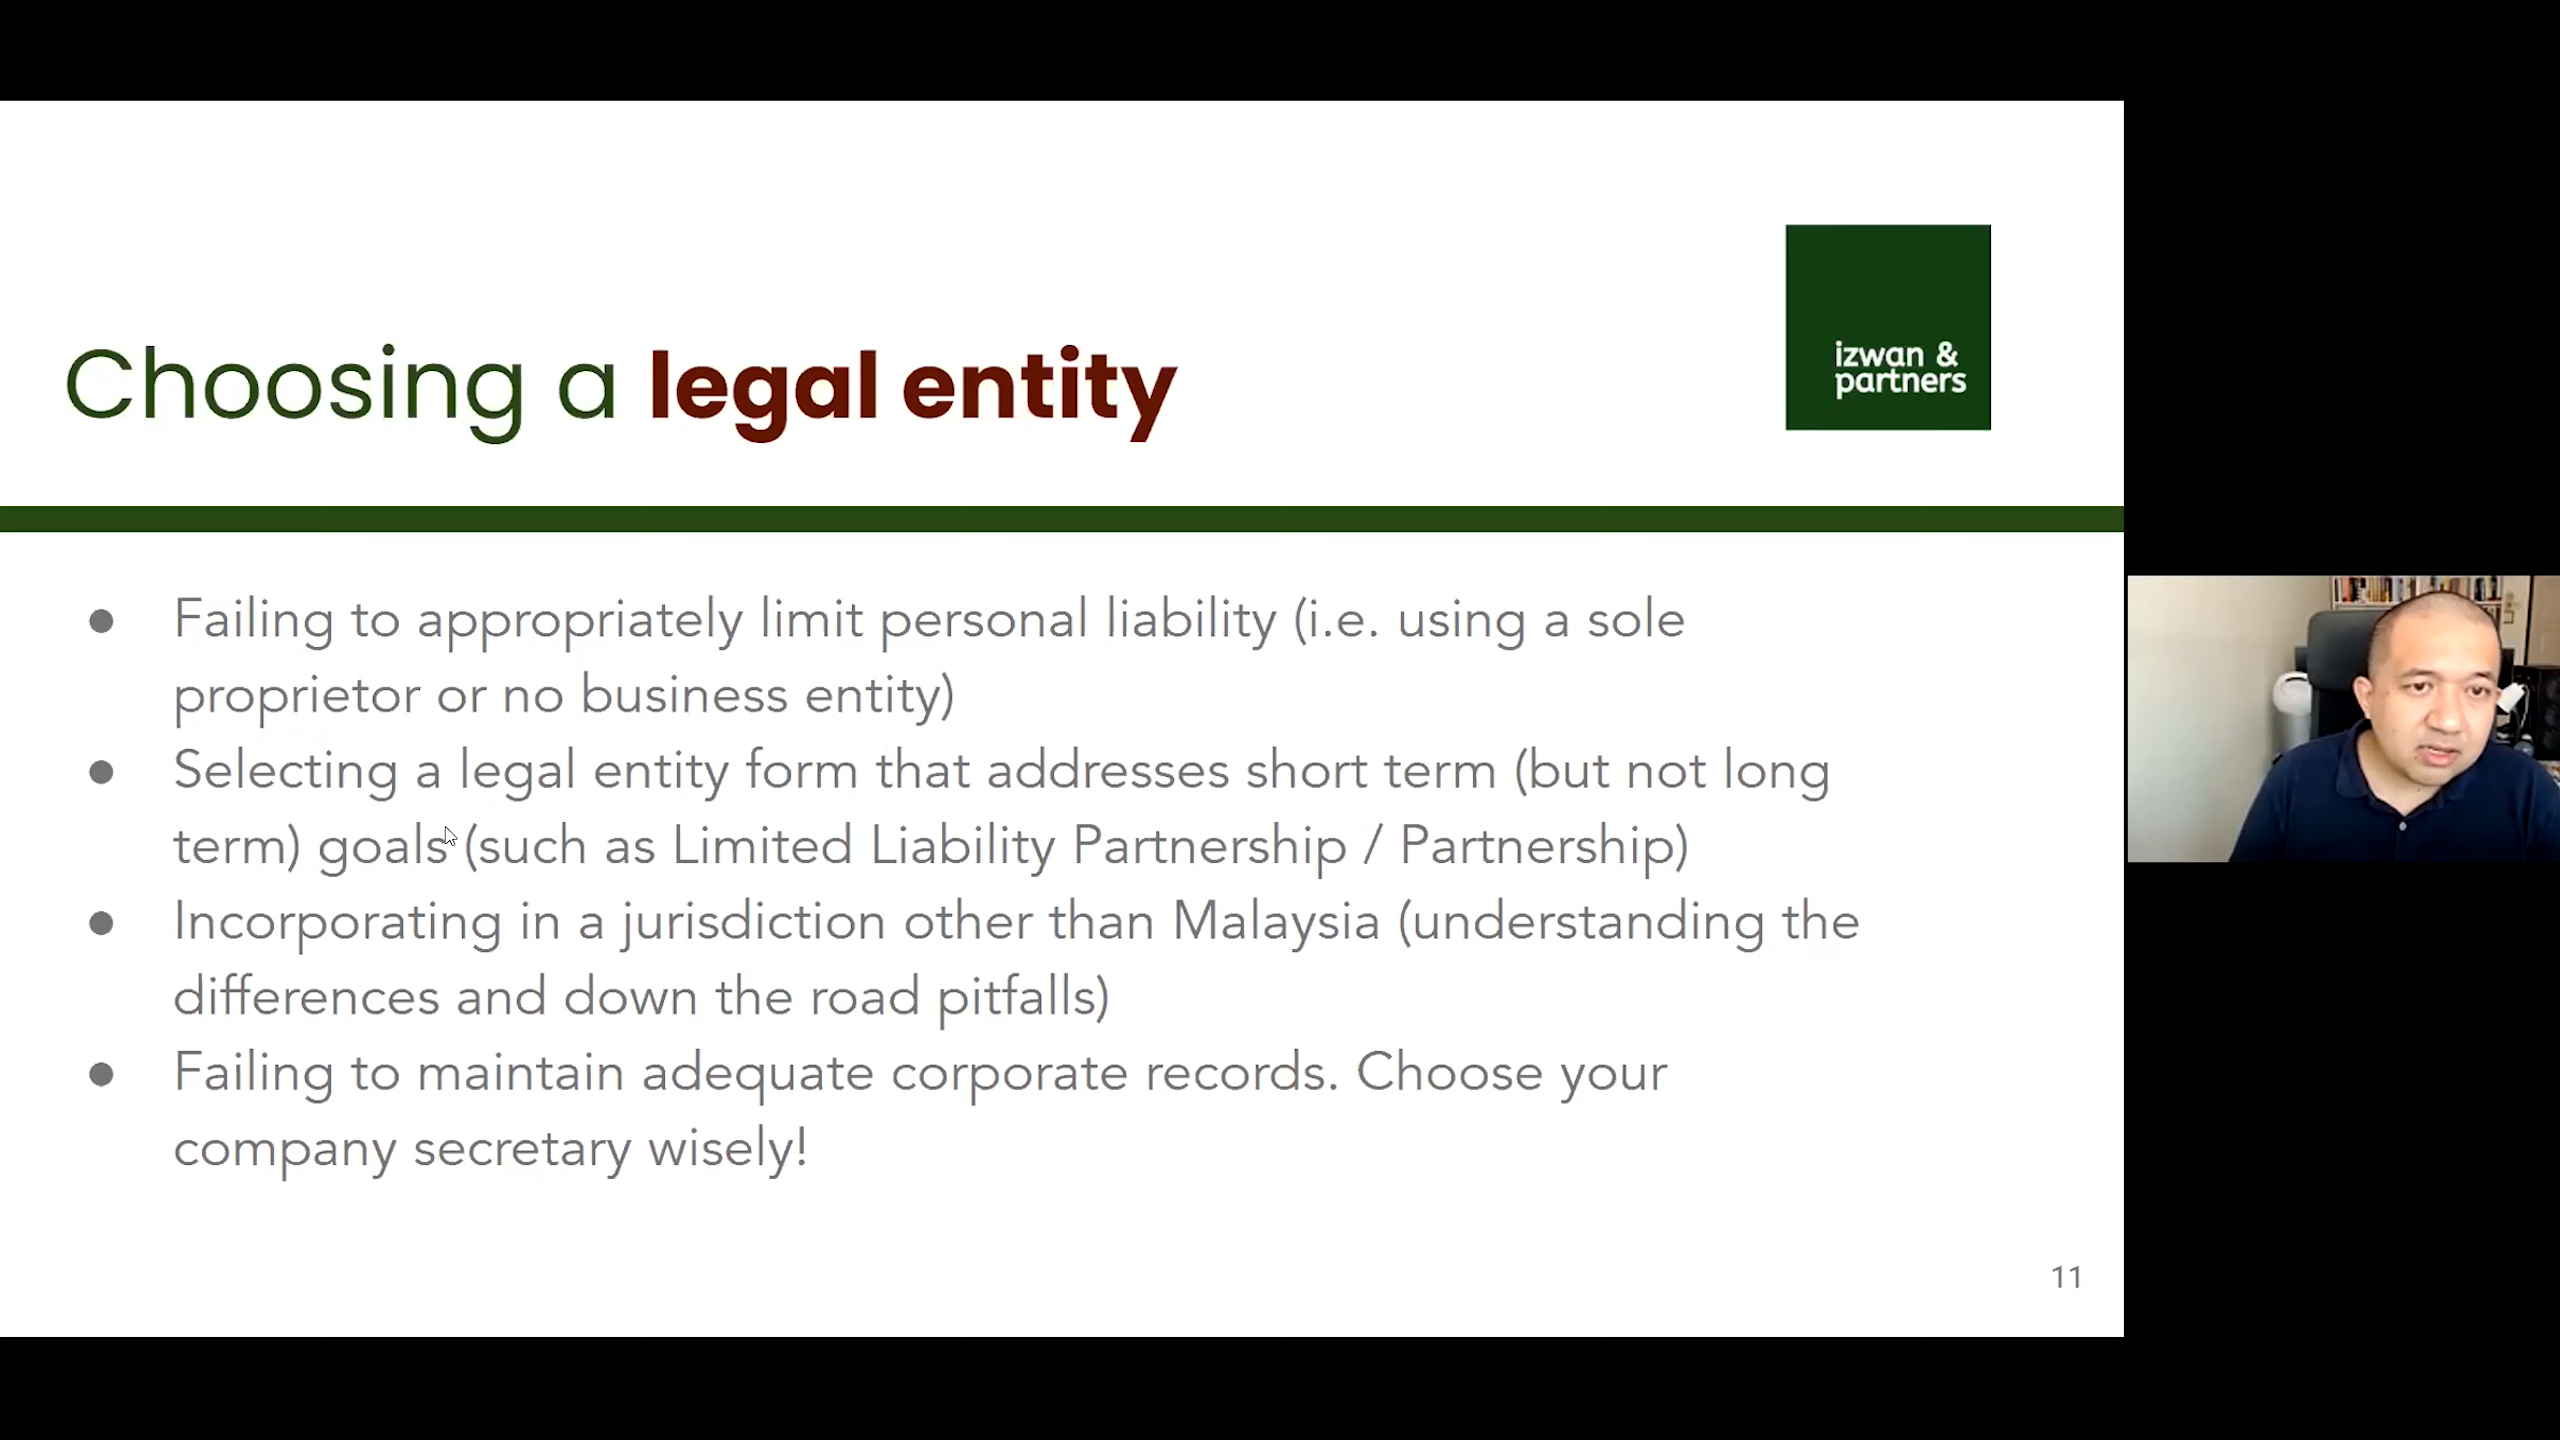 Choosing a legal entity
izwan &
partners
● Failing to appropriately limit personal liability (i.e. using a sole
proprietor or no business entity)
● Selecting a legal entity form that addresses short term (but not long
term) goals (such as Limited Liability Partnership / Partnership)
● Incorporating in a jurisdiction other than Malaysia (understanding the
differences and down the road pitfalls)
● Failing to maintain adequate corporate records. Choose your
company secretary wisely!
11